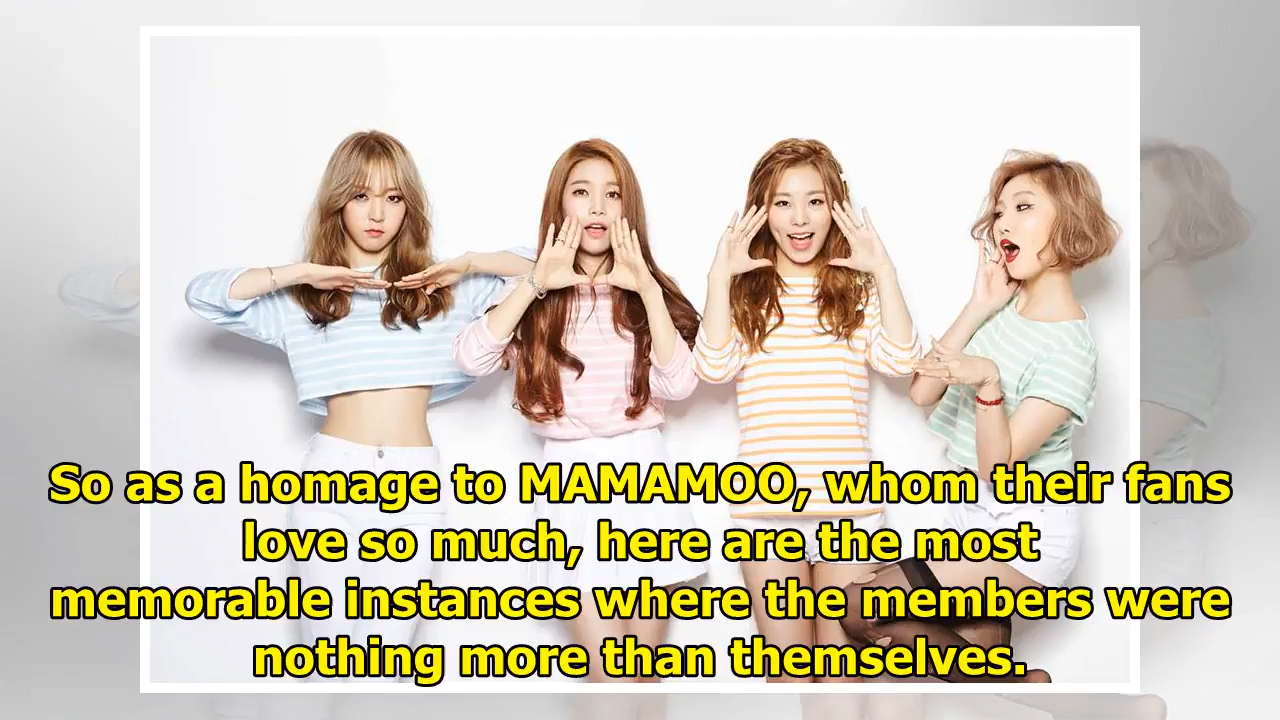 So as a homage to MAMAMOO, whom their fans
love so much, here are the most
memorable instances where the members were
nothing more than themselves.